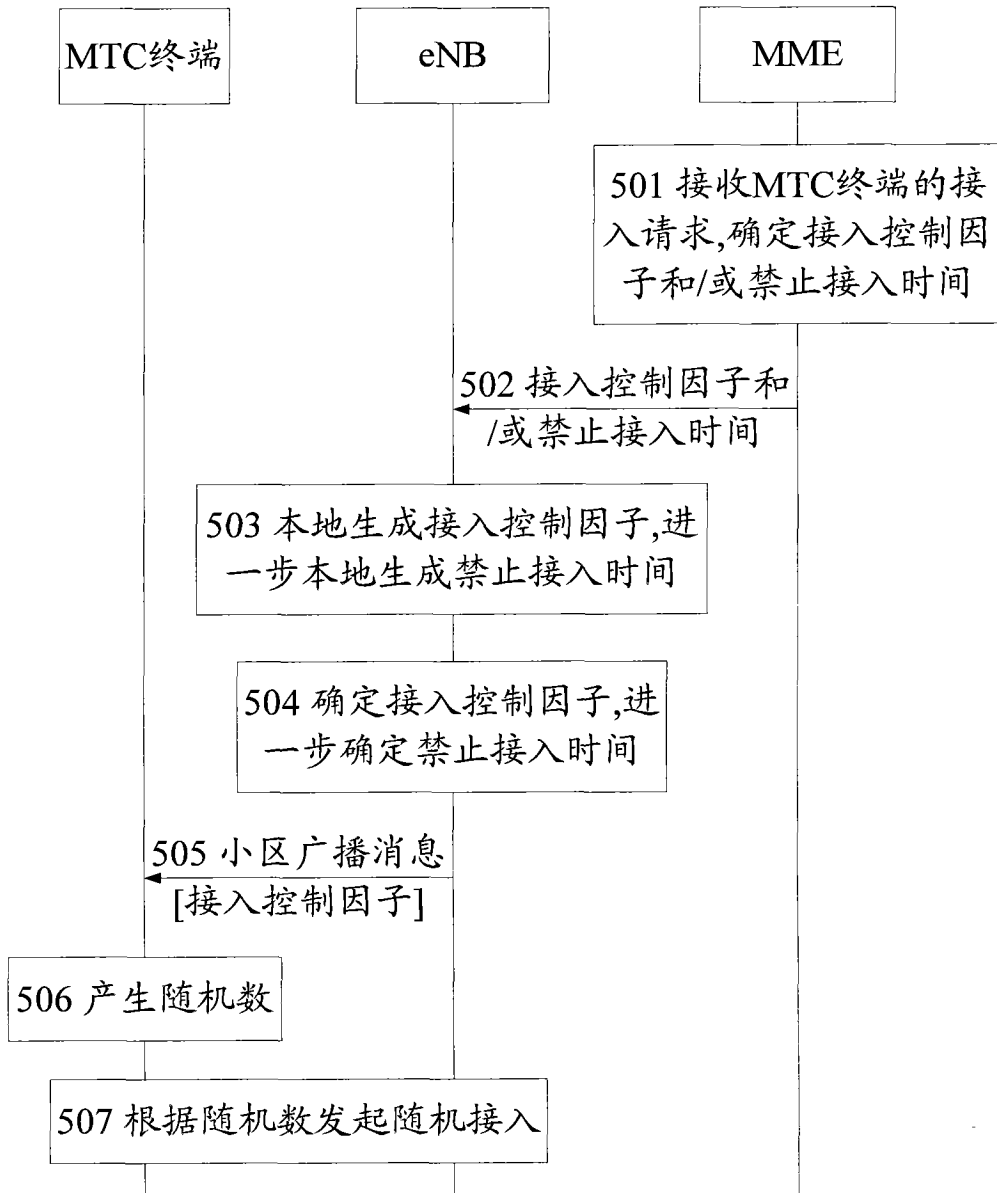 MTC终端
eNB
MME
501 接收MTC终端的接
入请求,确定接入控制因
子和/或禁止接入时间
502 接入控制因子和
/或禁止接入时间
503 本地生成接入控制因子,进
一步本地生成禁止接入时间
504 确定接入控制因子,进
一步确定禁止接入时间
505 小区广播消息
[接入控制因子]
506 产生随机数
507 根据随机数发起随机接入